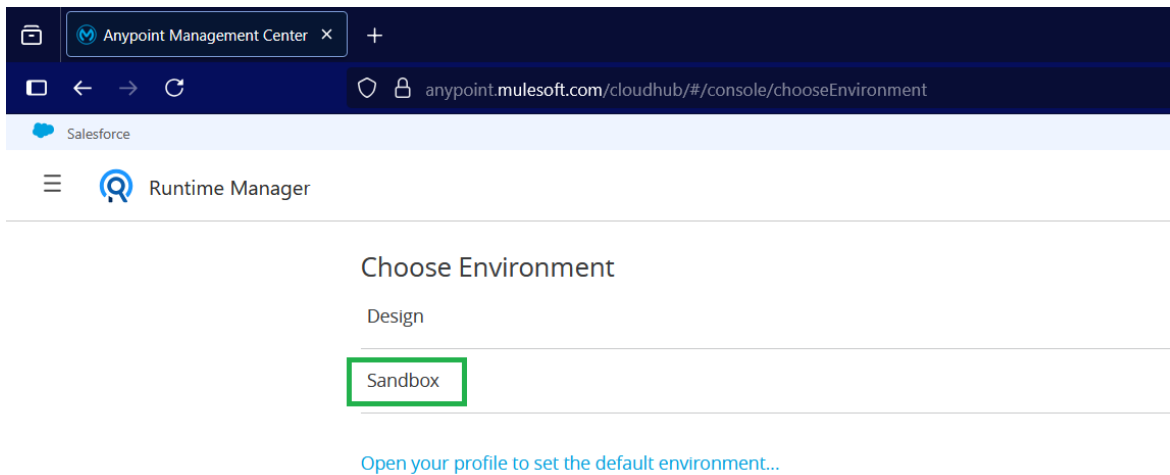 Anypoint Management Center
anypoint.mulesoft.com/cloudhub/#/console/chooseEnvironment
Salesforce
Runtime Manager
Choose Environment
Design
Sandbox
Open your profile to set the default environment...